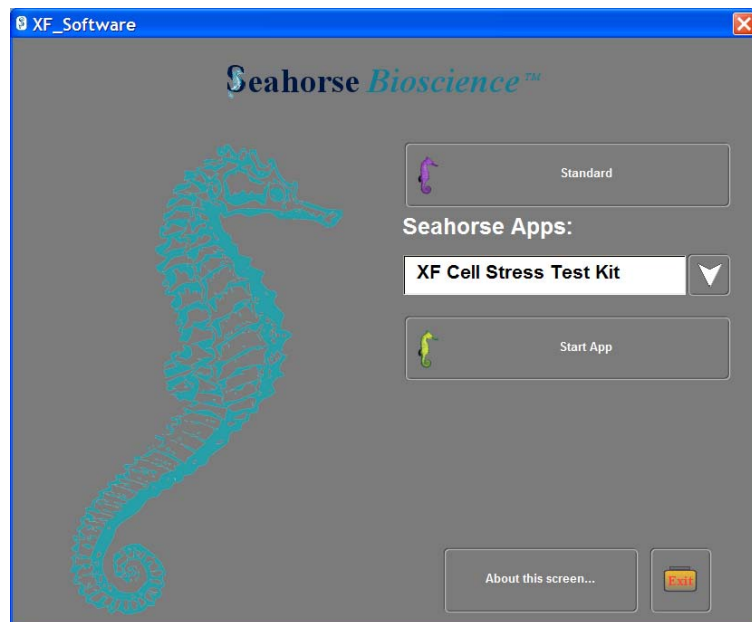 XF_Software
Seahorse Bioscience™
Standard
Seahorse Apps:
XF Cell Stress Test Kit
Start App
About this screen...
Exit